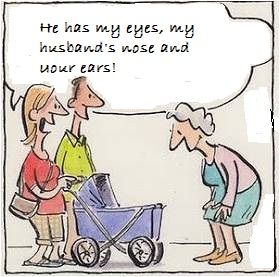 He has my eyes, my
husband's nose and
your ears!